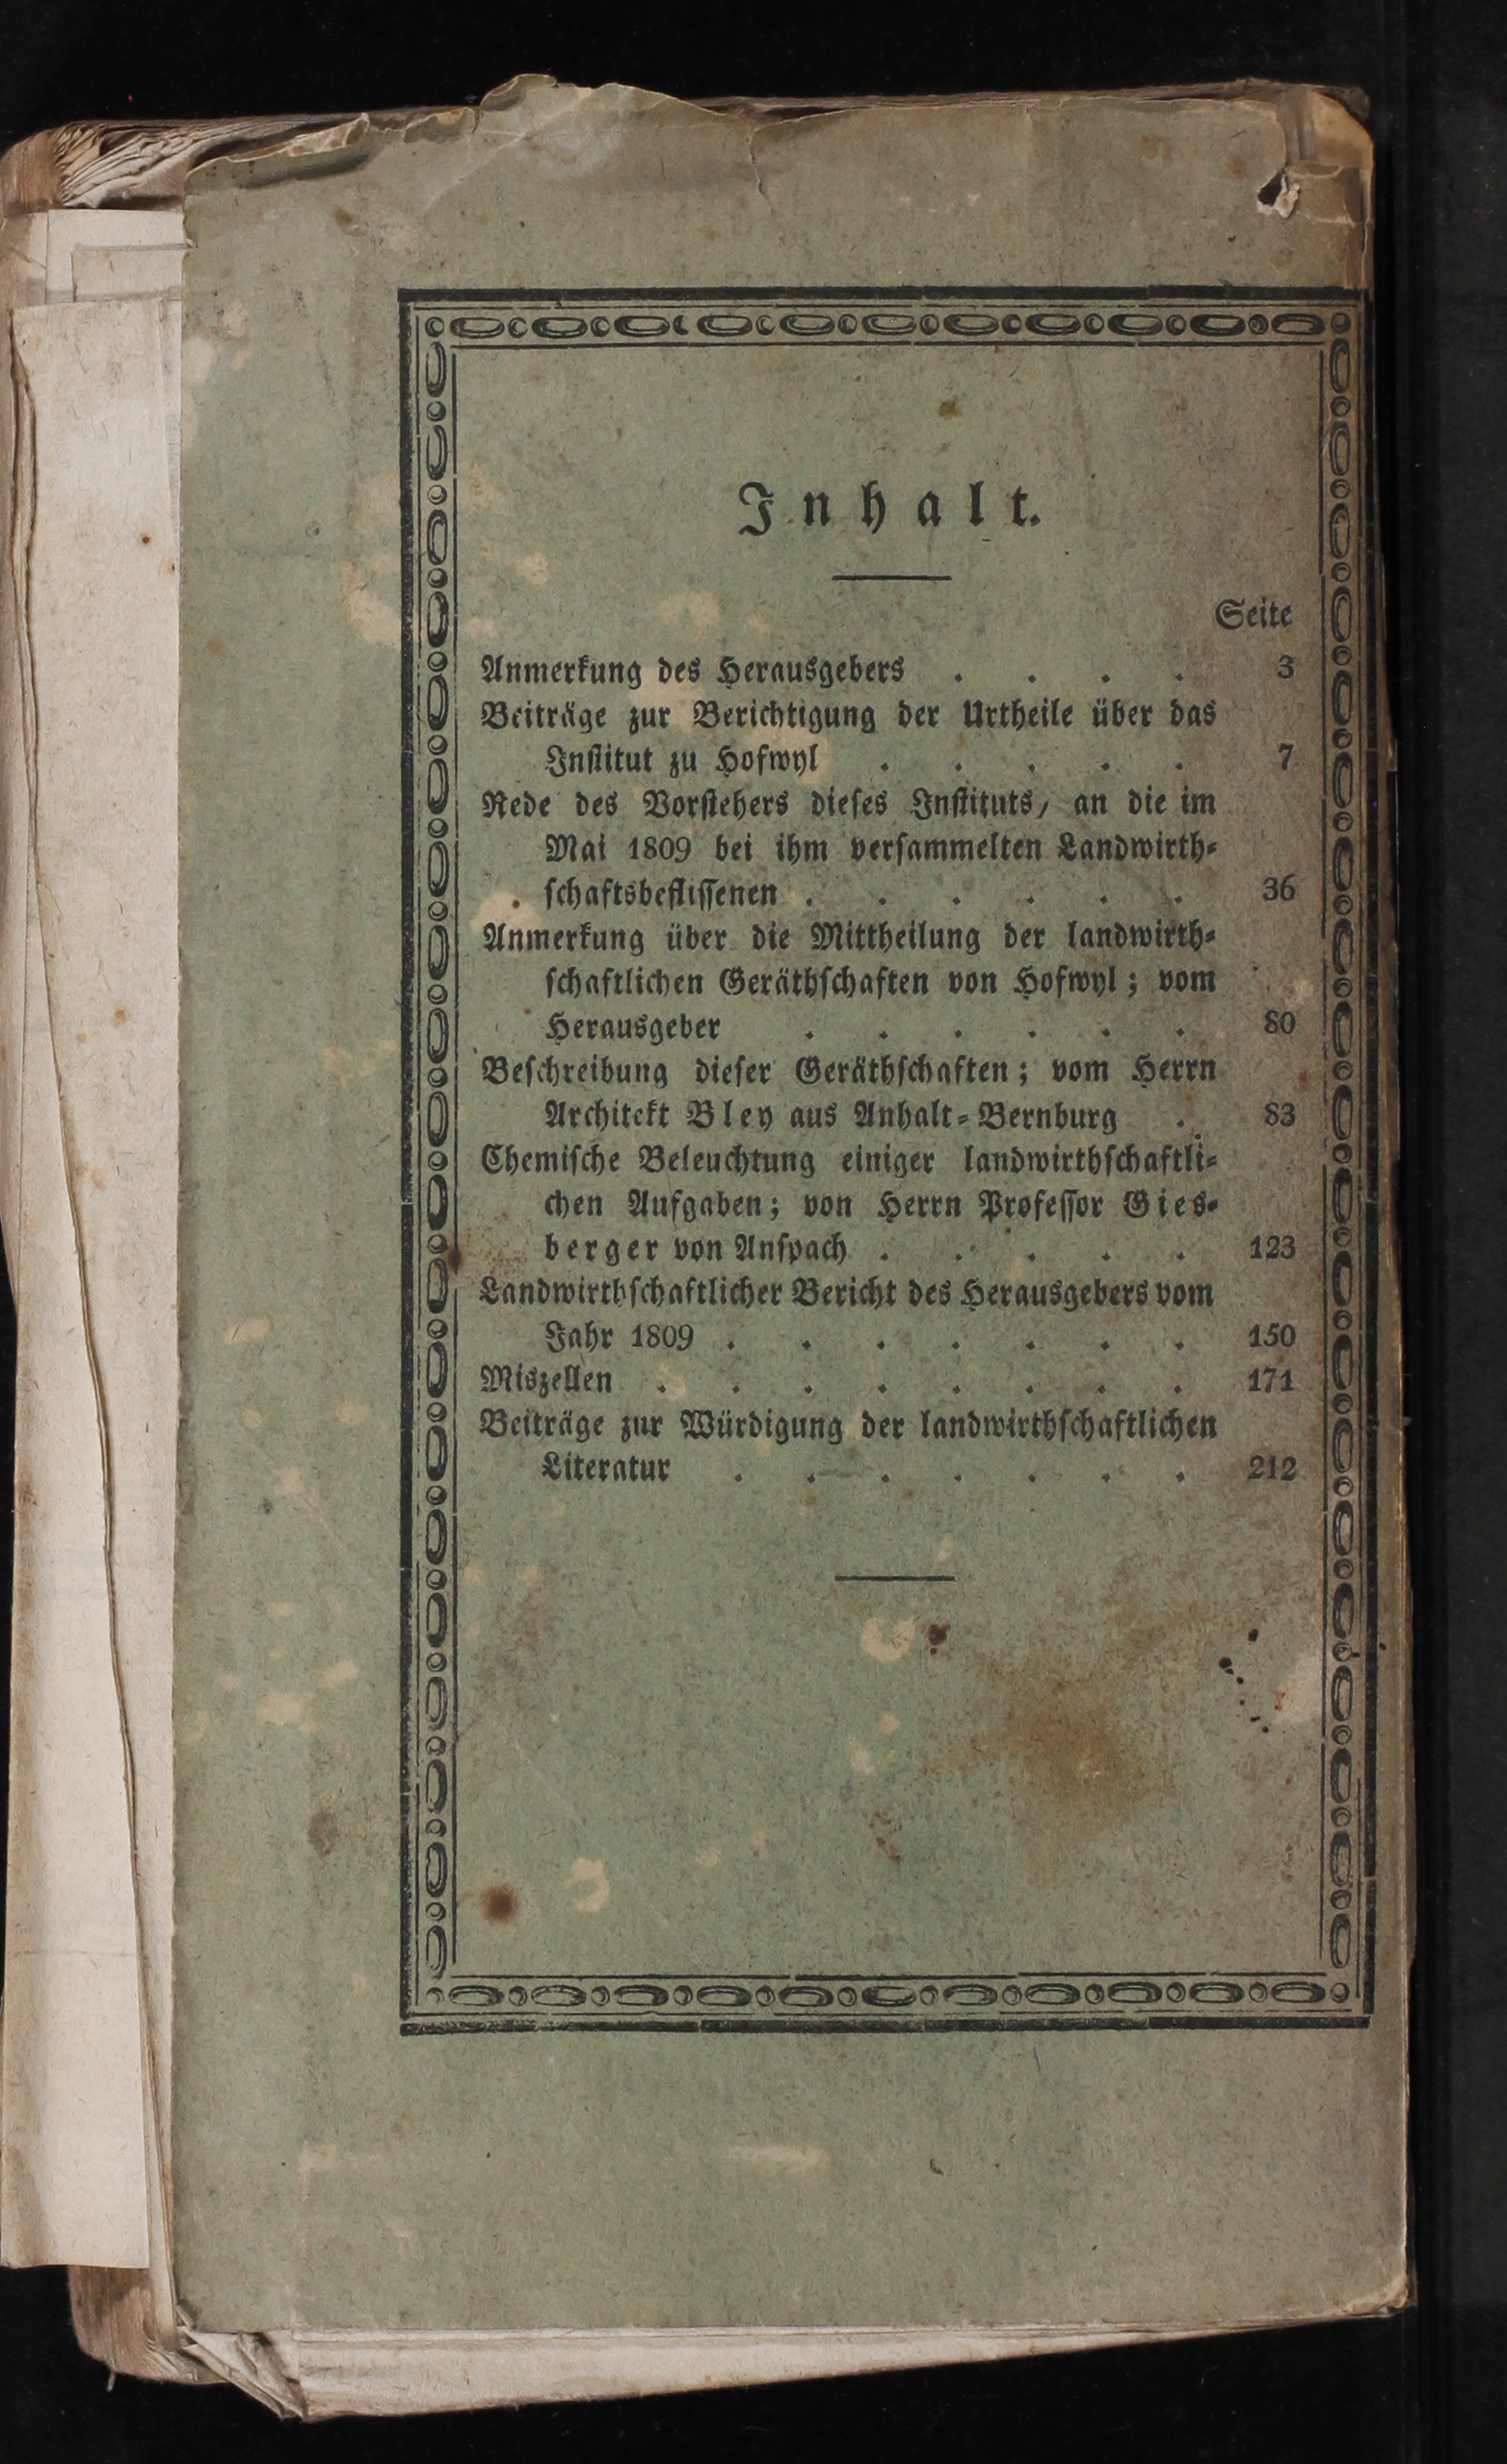 Inhalt.
Seite
Anmerkung des Herausgebers . . . . 3
Beiträge zur Berichtigung der Urtheile über das
Institut zu Hofwyl . . . . . 7
Rede des Vorstehers dieses Instituts, an die im
Mai 1809 bei ihm versammelten Landwirth-
schaftsbeflissenen . . . . . . 36
Anmerkung über die Mittheilung der landwirth-
schaftlichen Geräthschaften von Hofwyl; vom
Herausgeber . . . . . . 80
Beschreibung dieser Geräthschaften; vom Herrn
Architekt Bley aus Anhalt-Bernburg . 83
Chemische Beleuchtung einiger landwirthschaftli-
chen Aufgaben; von Herrn Professor Gies-
berger von Anspach . . . . . 123
Landwirthschaftlicher Bericht des Herausgebers vom
Jahr 1809 . . . . . . . 150
Miszellen . . . . . . . . 171
Beiträge zur Würdigung der landwirthschaftlichen
Literatur . . . . . . . 212